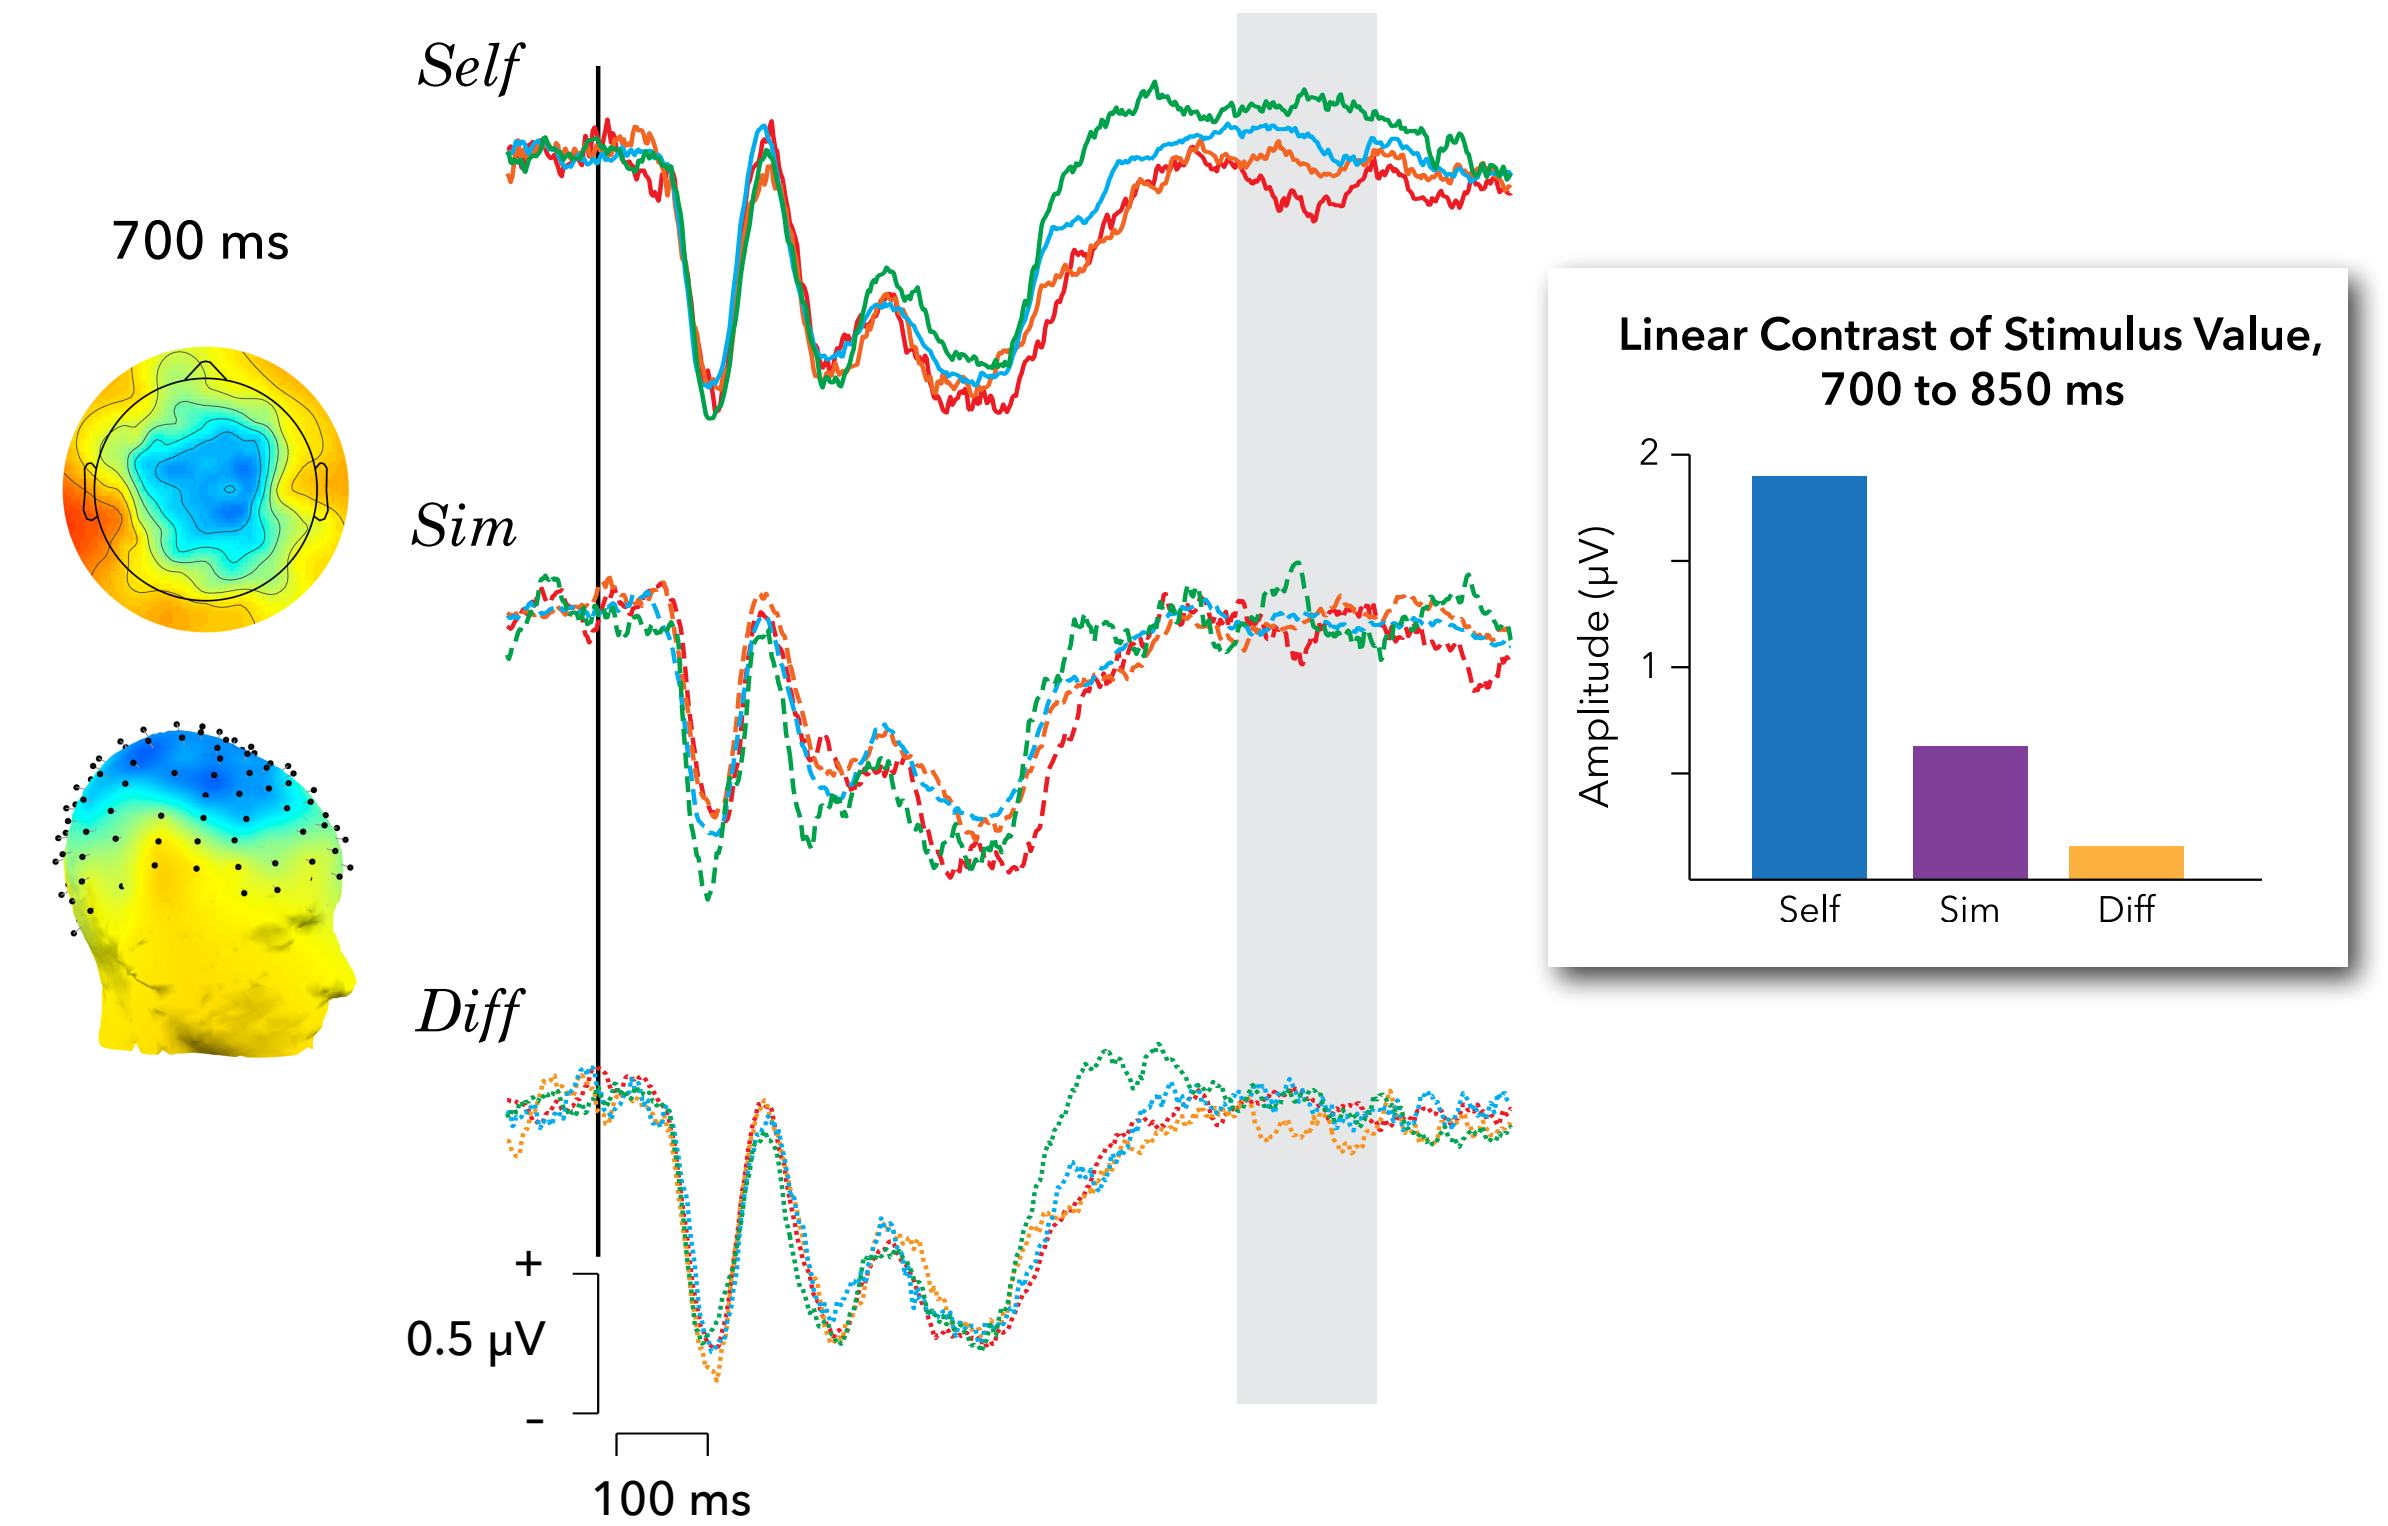 Self
700 ms
Sim
Diff
+
0.5 µV
-
100 ms
Linear Contrast of Stimulus Value,
700 to 850 ms
Amplitude (µV)
2
1
Self Sim Diff